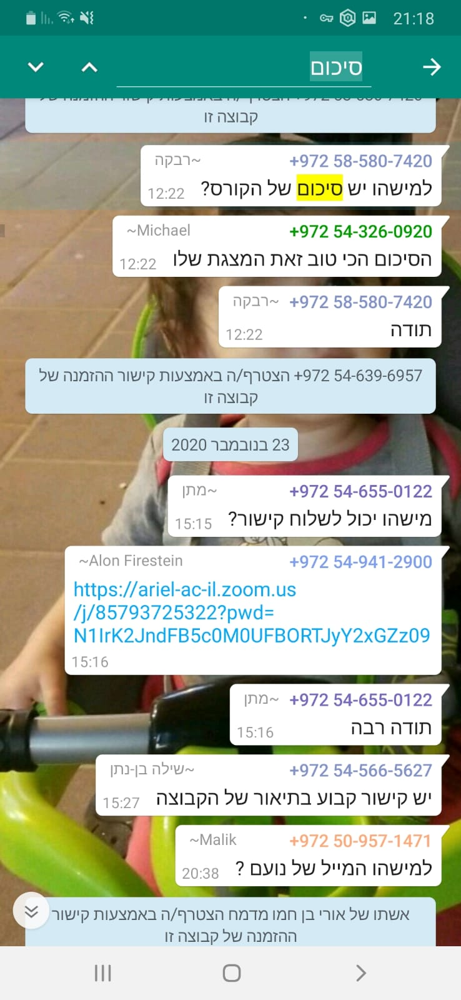 21:18
סיכום
קבוצה זו
~רבקה +972 58-580-7420
למישהו יש סיכום של הקורס?
12:22
~Michael +972 54-326-0920
הסיכום הכי טוב זאת המצגת שלו
12:22
~רבקה +972 58-580-7420
תודה
12:22
+972 54-639-6957 הצטרף/ה באמצעות קישור ההזמנה של
קבוצה זו
23 בנובמבר 2020
~מתן +972 54-655-0122
מישהו יכול לשלוח קישור?
15:15
~Alon Firestein +972 54-941-2900
https://ariel-ac-il.zoom.us
/j/85793725322?pwd=
N1IrK2JndFB5c0M0UFBORTJyY2xGZz09
15:16
~מתן +972 54-655-0122
תודה רבה
15:16
~שילה בן-נתן +972 54-566-5627
יש קישור קבוע בתיאור של הקבוצה
15:27
~Malik +972 50-957-1471
למישהו המייל של נועם ?
20:38
אשתו של אורי בן חמו מדמח הצטרף/ה באמצעות קישור
ההזמנה של קבוצה זו